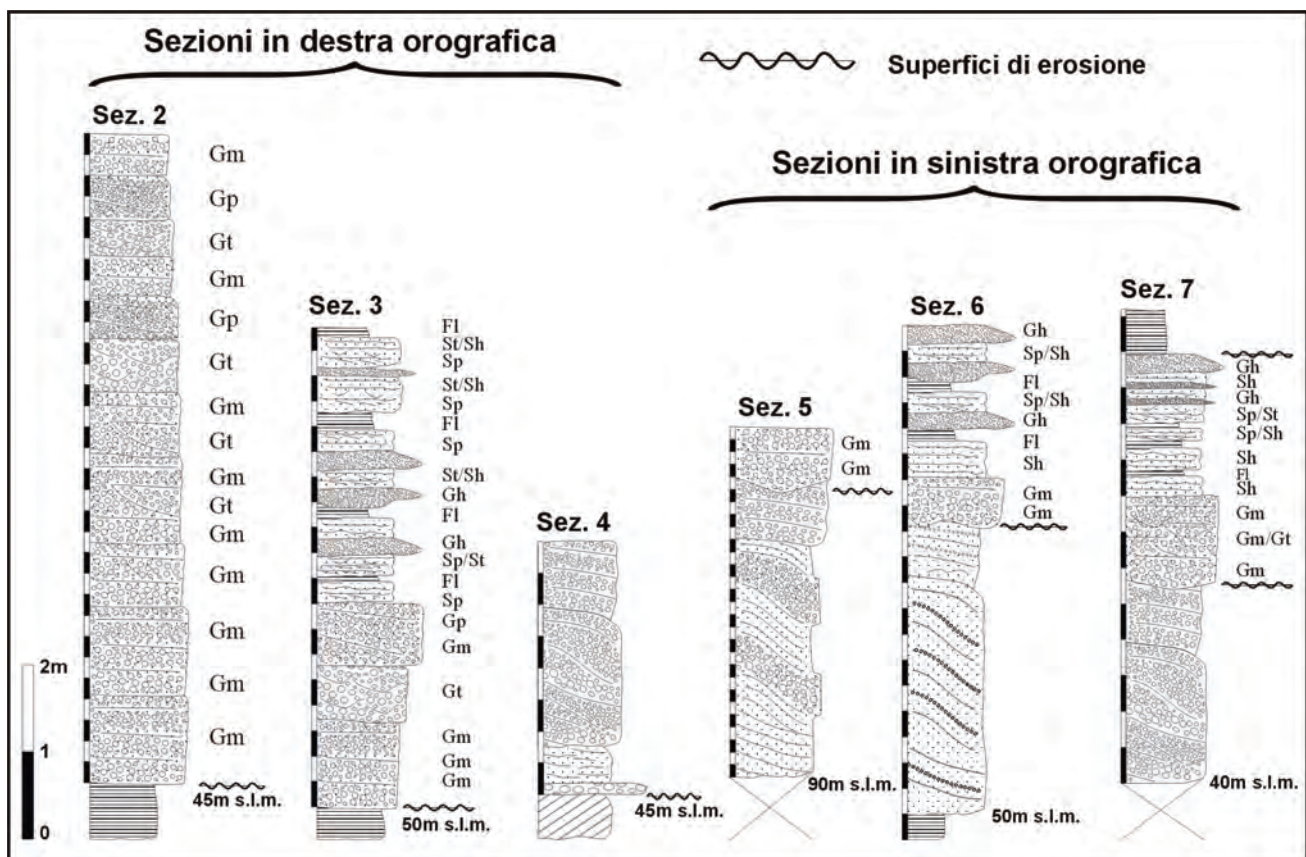 Sezioni in destra orografica
Superfici di erosione
Sezioni in sinistra orografica
Sez. 2
Gm
Gp
Gt
Gm
Gp
Gt
Gm
Gt
Gm
Gt
Gm
Gm
Gm
Gm
Gm
45m s.l.m.
2m
1
0
Sez. 3
Fl
St/Sh
Sp
St/Sh
Sp
Fl
Sp
St/Sh
Gh
Fl
Gh
Sp/St
Fl
Sp
Gp
Gm
Gt
Gm
Gm
Gm
50m s.l.m.
Sez. 4
45m s.l.m.
Sez. 5
Gm
Gm
90m s.l.m.
Sez. 6
Gh
Sp/Sh
Fl
Sp/Sh
Gh
Fl
Sh
Gm
Gm
50m s.l.m.
Sez. 7
Gh
Sh
Gh
Sp/St
Sp/Sh
Sh
Fl
Sh
Gm
Gm/Gt
Gm
40m s.l.m.